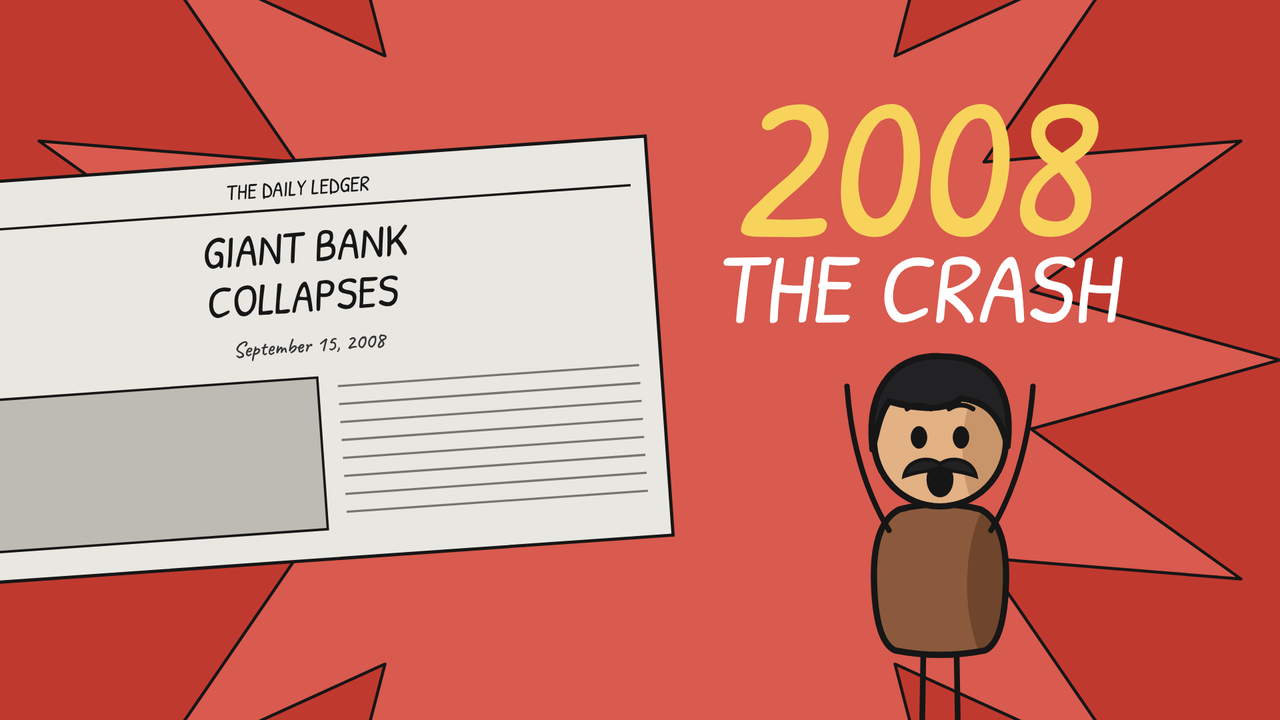 THE DAILY LEDGER
GIANT BANK
COLLAPSES
September 15, 2008
2008
THE CRASH